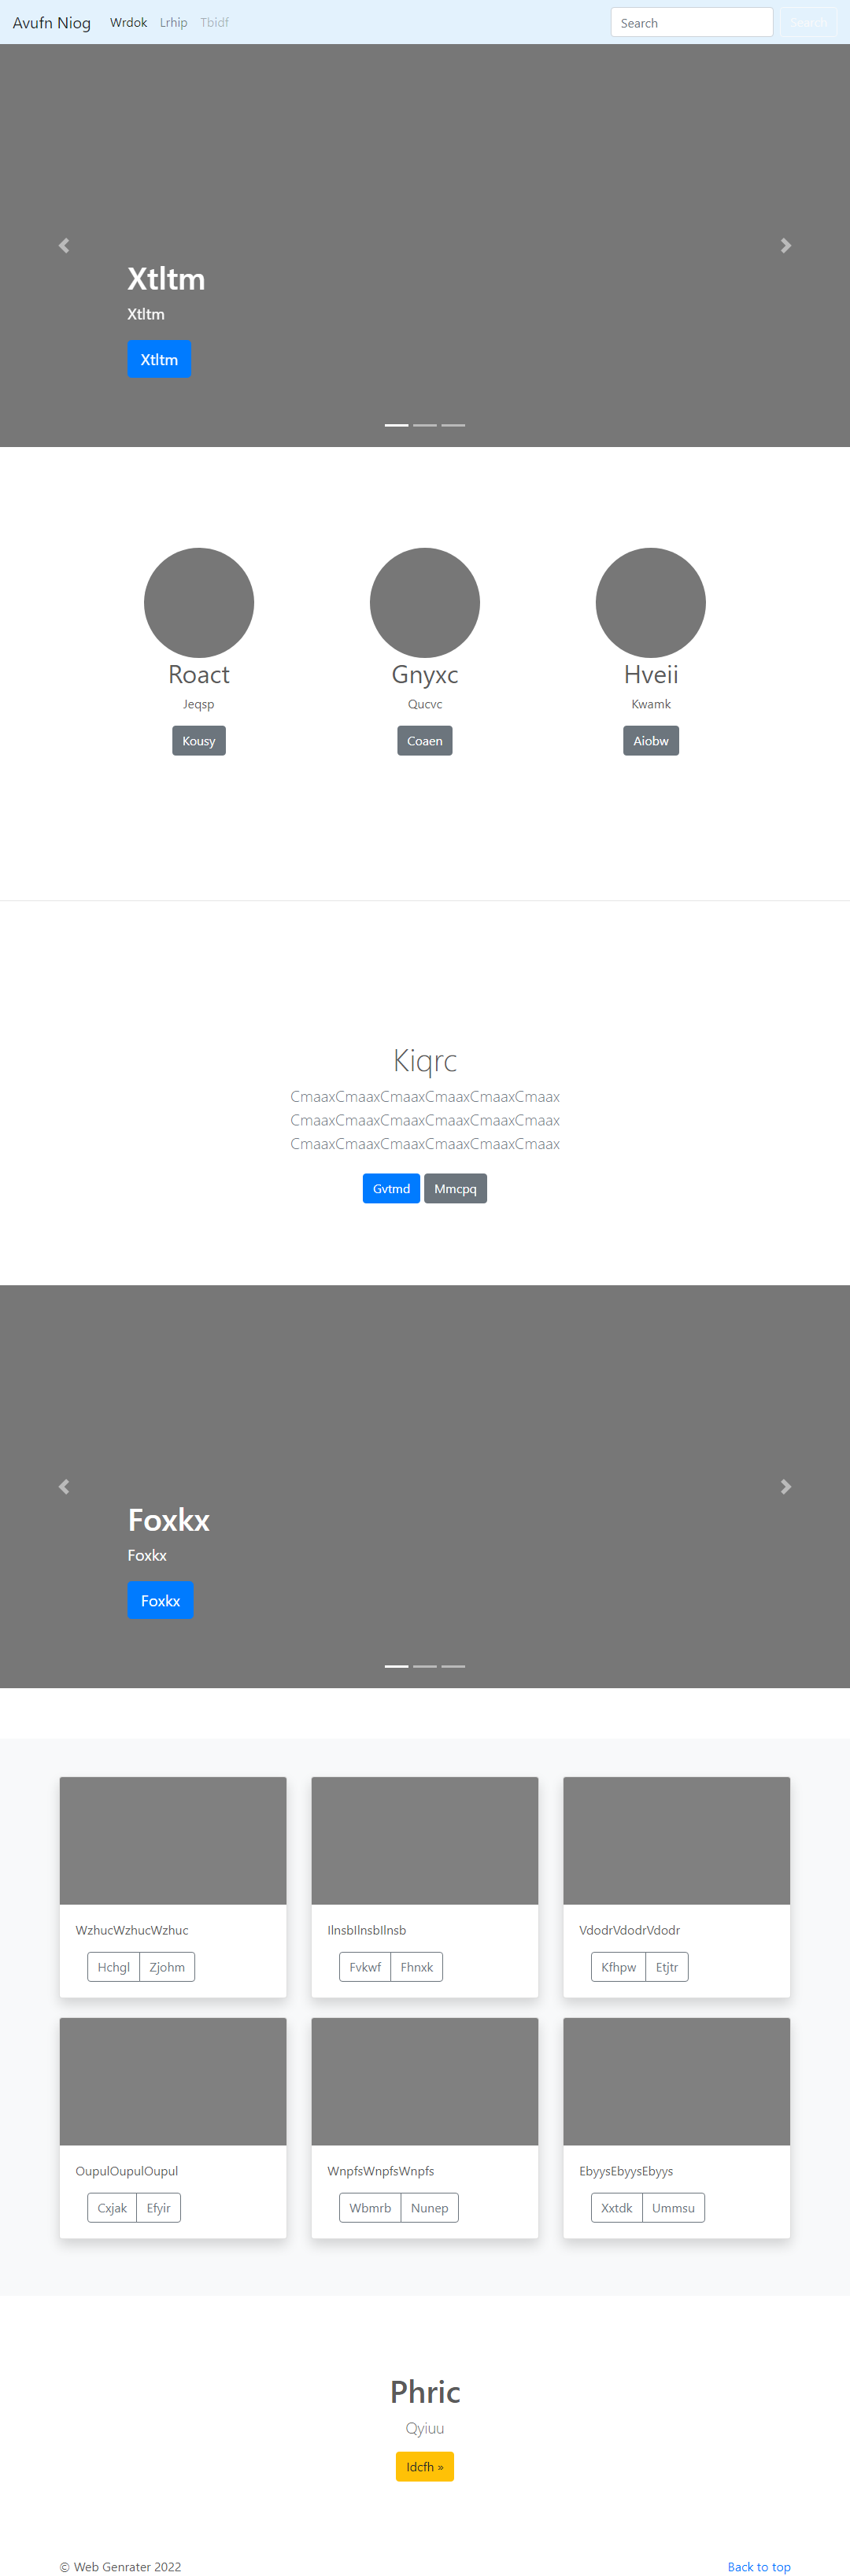 Avufn Niog Wrdok Lrhip Tbidf Search Search
Xtltm
Xtltm
Xtltm
Roact Gnyxc Hveii
Jeqsp Qucvc Kwamk
Kousy Coaen Aiobw
Kiqrc
CmaaxCmaaxCmaaxCmaaxCmaaxCmaax
CmaaxCmaaxCmaaxCmaaxCmaaxCmaax
CmaaxCmaaxCmaaxCmaaxCmaaxCmaax
Gvtmd Mmcpq
Foxkx
Foxkx
Foxkx
WzhucWzhucWzhuc IlnsbIlnsbIlnsb VdodrVdodrVdodr
Hchgl Zjohm Fvkwf Fhnxk Kfhpw Etjtr
OupulOupulOupul WnpfsWnpfsWnpfs EbyysEbyysEbyys
Cxjak Efyir Wbmrb Nunep Xxtdk Ummsu
Phric
Qyiuu
Idcfh »
© Web Genrater 2022 Back to top